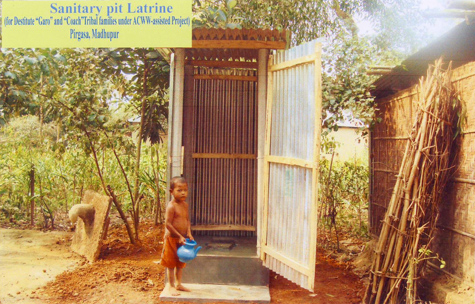 Sanitary pit Latrine
(for Destitute “Garo” and “Coach”Tribal families under ACWW-assisted Project)
Pirgasa, Madhupur